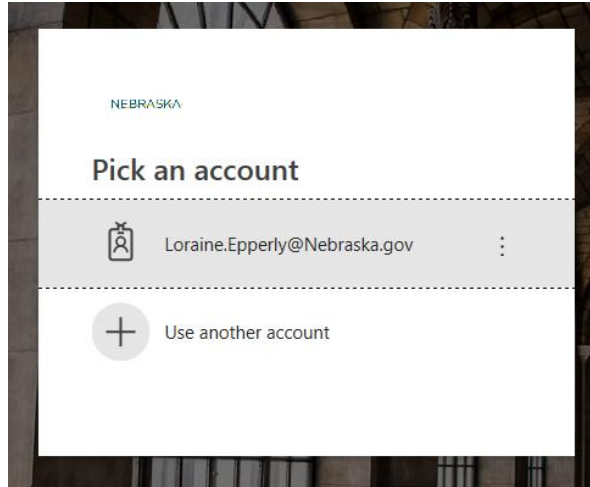 NEBRASKA
Pick an account
Loraine.Epperly@Nebraska.gov
Use another account